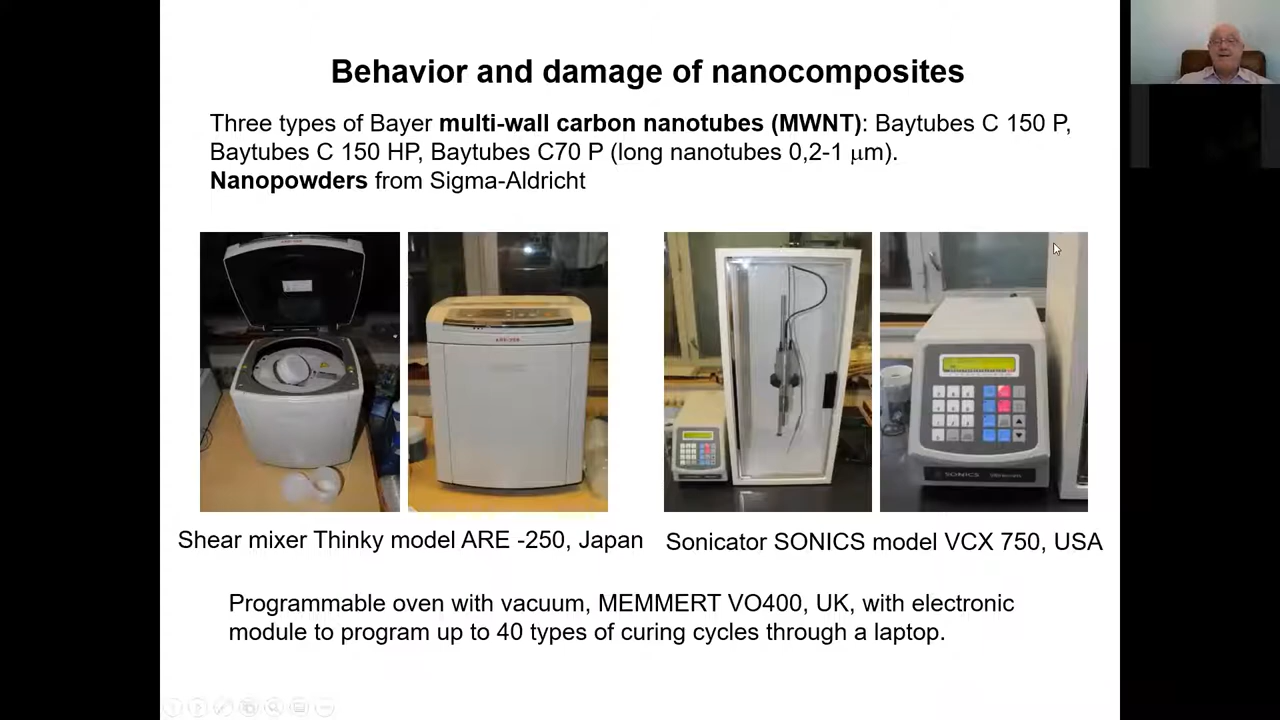 Behavior and damage of nanocomposites
Three types of Bayer multi-wall carbon nanotubes (MWNT): Baytubes C 150 P,
Baytubes C 150 HP, Baytubes C70 P (long nanotubes 0,2-1 μm).
Nanopowders from Sigma-Aldricht
SONICS
Shear mixer Thinky model ARE -250, Japan
Sonicator SONICS model VCX 750, USA
Programmable oven with vacuum, MEMMERT VO400, UK, with electronic
module to program up to 40 types of curing cycles through a laptop.